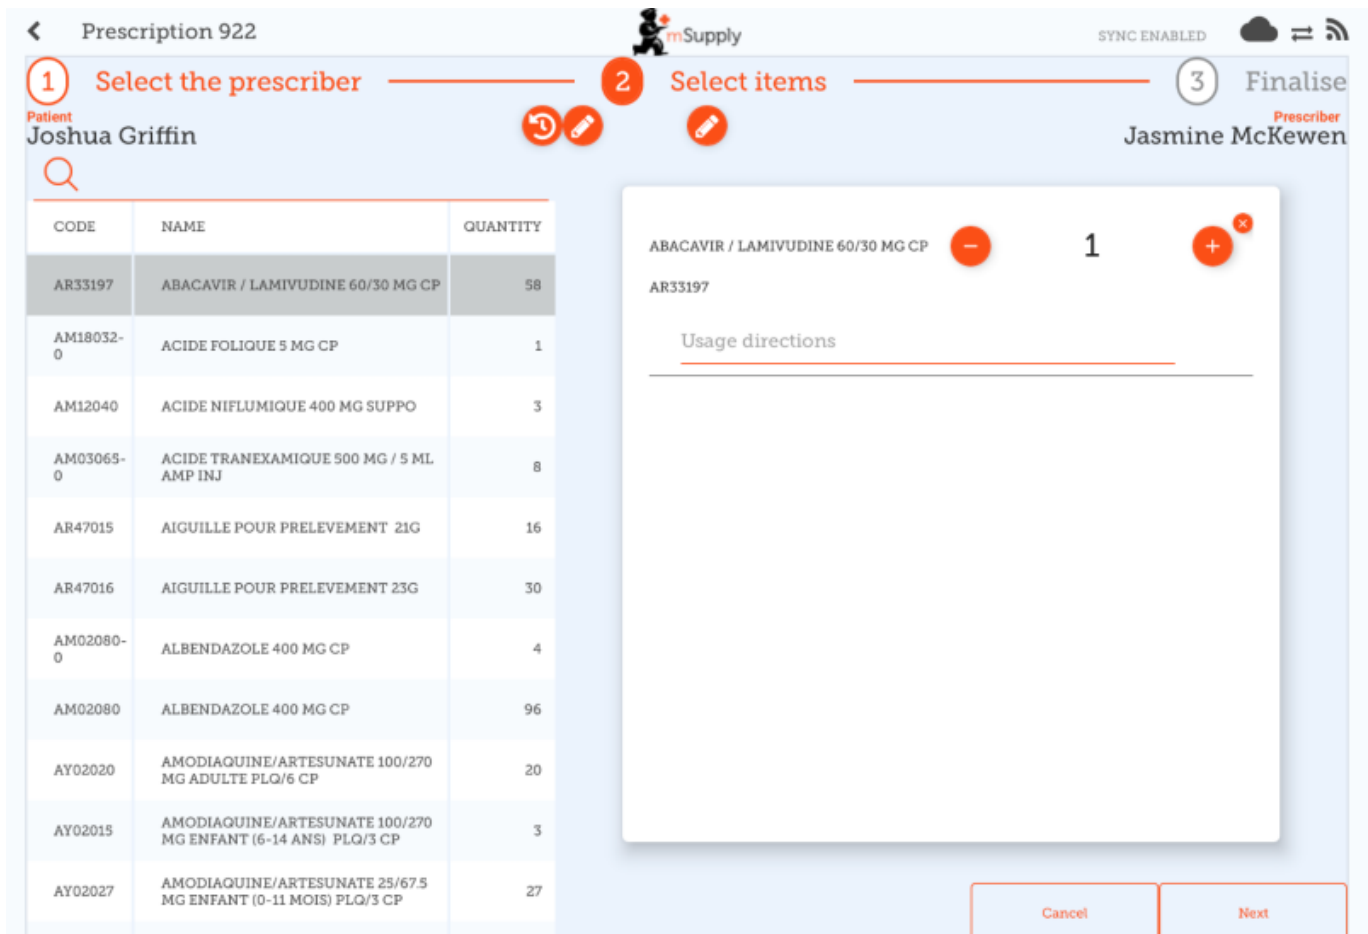 Prescription 922
mSupply
SYNC ENABLED
1 Select the prescriber
2 Select items
3 Finalise
Patient
Joshua Griffin
Prescriber
Jasmine McKewen
CODE NAME QUANTITY
AR33197 ABACAVIR / LAMIVUDINE 60/30 MG CP 58
AM18032-
0
ACIDE FOLIQUE 5 MG CP 1
AM12040 ACIDE NIFLUMIQUE 400 MG SUPPO 3
AM03065-
0
ACIDE TRANEXAMIQUE 500 MG / 5 ML
AMP INJ
8
AR47015 AIGUILLE POUR PRELEVEMENT 21G 16
AR47016 AIGUILLE POUR PRELEVEMENT 23G 30
AM02080-
0
ALBENDAZOLE 400 MG CP 4
AM02080 ALBENDAZOLE 400 MG CP 96
AY02020 AMODIAQUINE/ARTESUNATE 100/270
MG ADULTE PLQ/6 CP
20
AY02015 AMODIAQUINE/ARTESUNATE 100/270
MG ENFANT (6-14 ANS) PLQ/3 CP
3
AY02027 AMODIAQUINE/ARTESUNATE 25/67.5
MG ENFANT (0-11 MOIS) PLQ/3 CP
27
ABACAVIR / LAMIVUDINE 60/30 MG CP − 1 +
AR33197
Usage directions
Cancel
Next